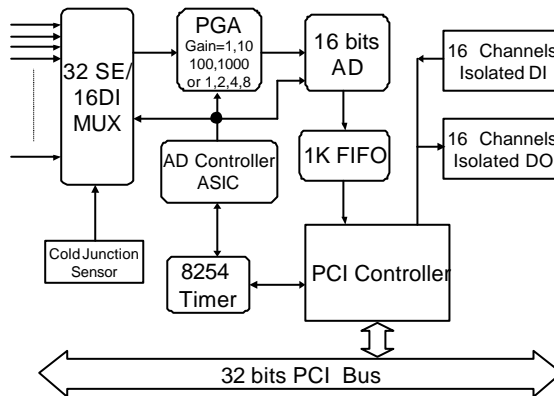 32 SE/
16DI
MUX
PGA
Gain=1,10
100,1000
or 1,2,4,8
16 bits
AD
16 Channels
Isolated DI
16 Channels
Isolated DO
AD Controller
ASIC
1K FIFO
Cold Junction
Sensor
8254
Timer
PCI Controller
32 bits PCI Bus